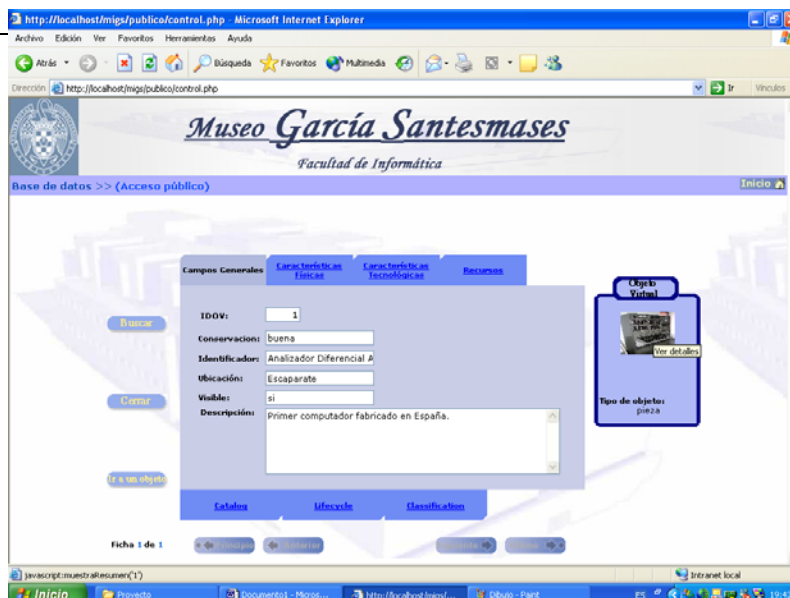 http://localhost/migs/publico/control.php - Microsoft Internet Explorer
Archivo Edición Ver Favoritos Herramientas Ayuda
Atrás Búsqueda Favoritos Multimedia
Dirección http://localhost/migs/publico/control.php Ir Vínculos
Museo García Santesmases
Facultad de Informática
Base de datos >> (Acceso público) Inicio
Campos Generales Características Físicas Características Tecnológicas Recursos
Objeto Virtual
Buscar
IDOV: 1
Conservacion: buena
Identificador: Analizador Diferencial A
Ver detalles
Ubicación: Escaparate
Cerrar
Visible: si
Tipo de objeto:
pieza
Descripción: Primer computador fabricado en España.
Ir a un objeto
Catalog Lifecycle Classification
Ficha 1 de 1 Principio Anterior
javascript:muestraResumen('1') Intranet local
Inicio Proyecto Documento1 - Micros... http://localhost/migs/... Dibujo - Paint ES 19:4